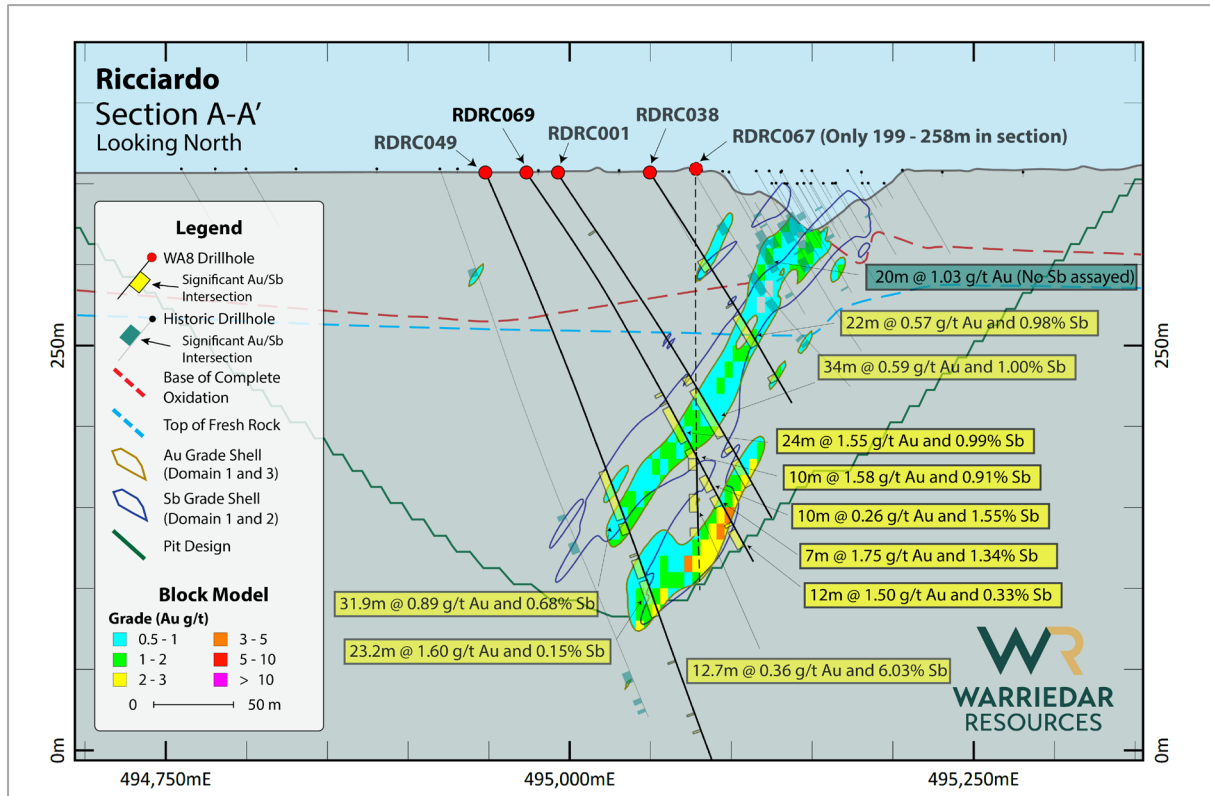 Ricciardo
Section A-A’
Looking North
RDRC049
RDRC069
RDRC001
RDRC038
RDRC067 (Only 199 - 258m in section)
Legend
WA8 Drillhole
Significant Au/Sb
Intersection
Historic Drillhole
Significant Au/Sb
Intersection
Base of Complete
Oxidation
Top of Fresh Rock
Au Grade Shell
(Domain 1 and 3)
Sb Grade Shell
(Domain 1 and 2)
Pit Design
Block Model
Grade (Au g/t)
0.5 - 1
1 - 2
2 - 3
3 - 5
5 - 10
> 10
0 50 m
20m @ 1.03 g/t Au (No Sb assayed)
22m @ 0.57 g/t Au and 0.98% Sb
34m @ 0.59 g/t Au and 1.00% Sb
24m @ 1.55 g/t Au and 0.99% Sb
10m @ 1.58 g/t Au and 0.91% Sb
10m @ 0.26 g/t Au and 1.55% Sb
7m @ 1.75 g/t Au and 1.34% Sb
12m @ 1.50 g/t Au and 0.33% Sb
31.9m @ 0.89 g/t Au and 0.68% Sb
23.2m @ 1.60 g/t Au and 0.15% Sb
12.7m @ 0.36 g/t Au and 6.03% Sb
WR
WARRIEDAR
RESOURCES
250m
250m
0m
0m
494,750mE
495,000mE
495,250mE